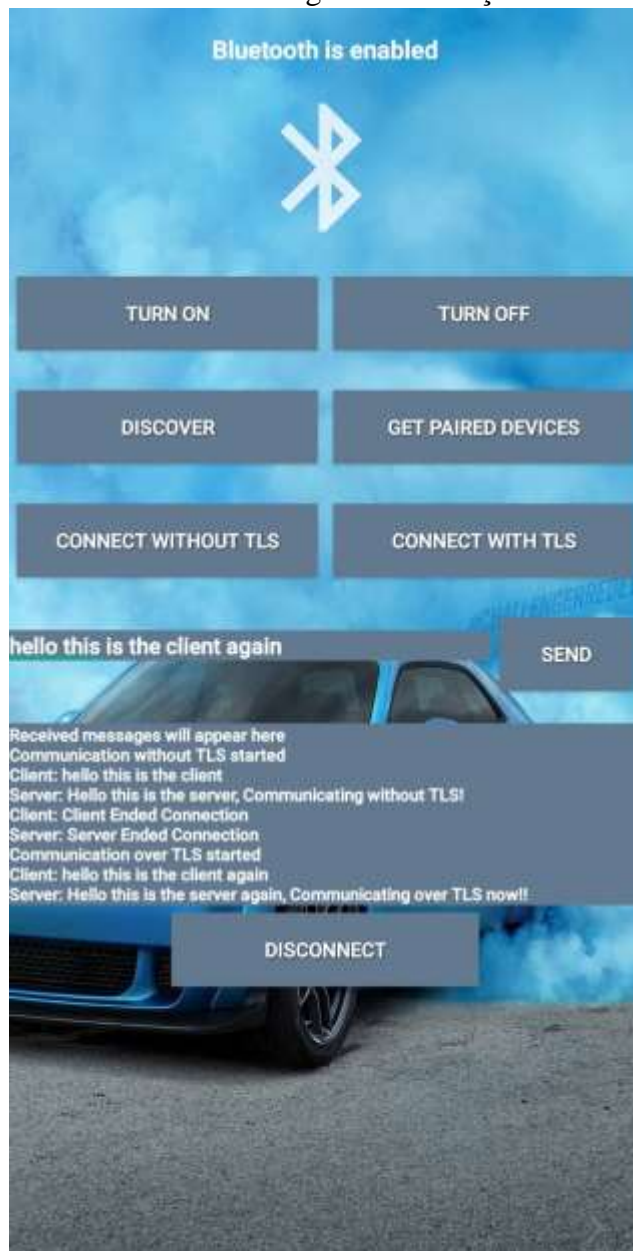 Bluetooth is enabled
TURN ON
TURN OFF
DISCOVER
GET PAIRED DEVICES
CONNECT WITHOUT TLS
CONNECT WITH TLS
hello this is the client again
SEND
Received messages will appear here
Communication without TLS started
Client: hello this is the client
Server: Hello this is the server, Communicating without TLS!
Client: Client Ended Connection
Server: Server Ended Connection
Communication over TLS started
Client: hello this is the client again
Server: Hello this is the server again, Communicating over TLS now!!
DISCONNECT